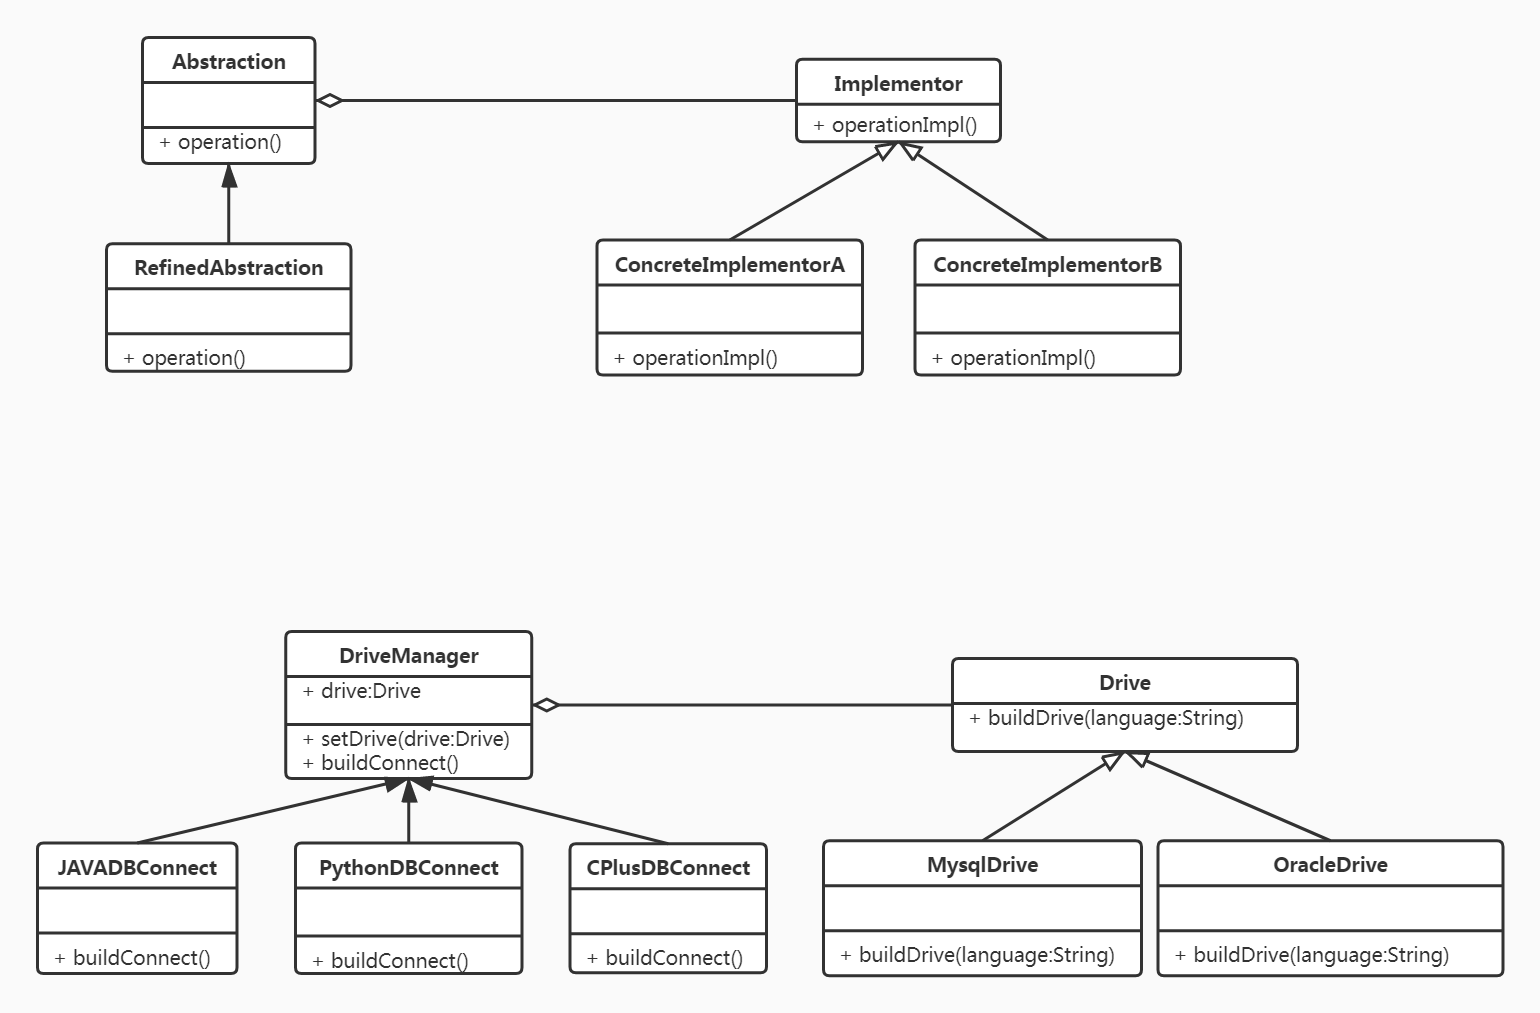 Abstraction
+ operation()
Implementor
+ operationImpl()
RefinedAbstraction
+ operation()
ConcreteImplementorA
+ operationImpl()
ConcreteImplementorB
+ operationImpl()
DriveManager
+ drive:Drive
+ setDrive(drive:Drive)
+ buildConnect()
Drive
+ buildDrive(language:String)
JAVADBConnect
+ buildConnect()
PythonDBConnect
+ buildConnect()
CPlusDBConnect
+ buildConnect()
MysqlDrive
+ buildDrive(language:String)
OracleDrive
+ buildDrive(language:String)